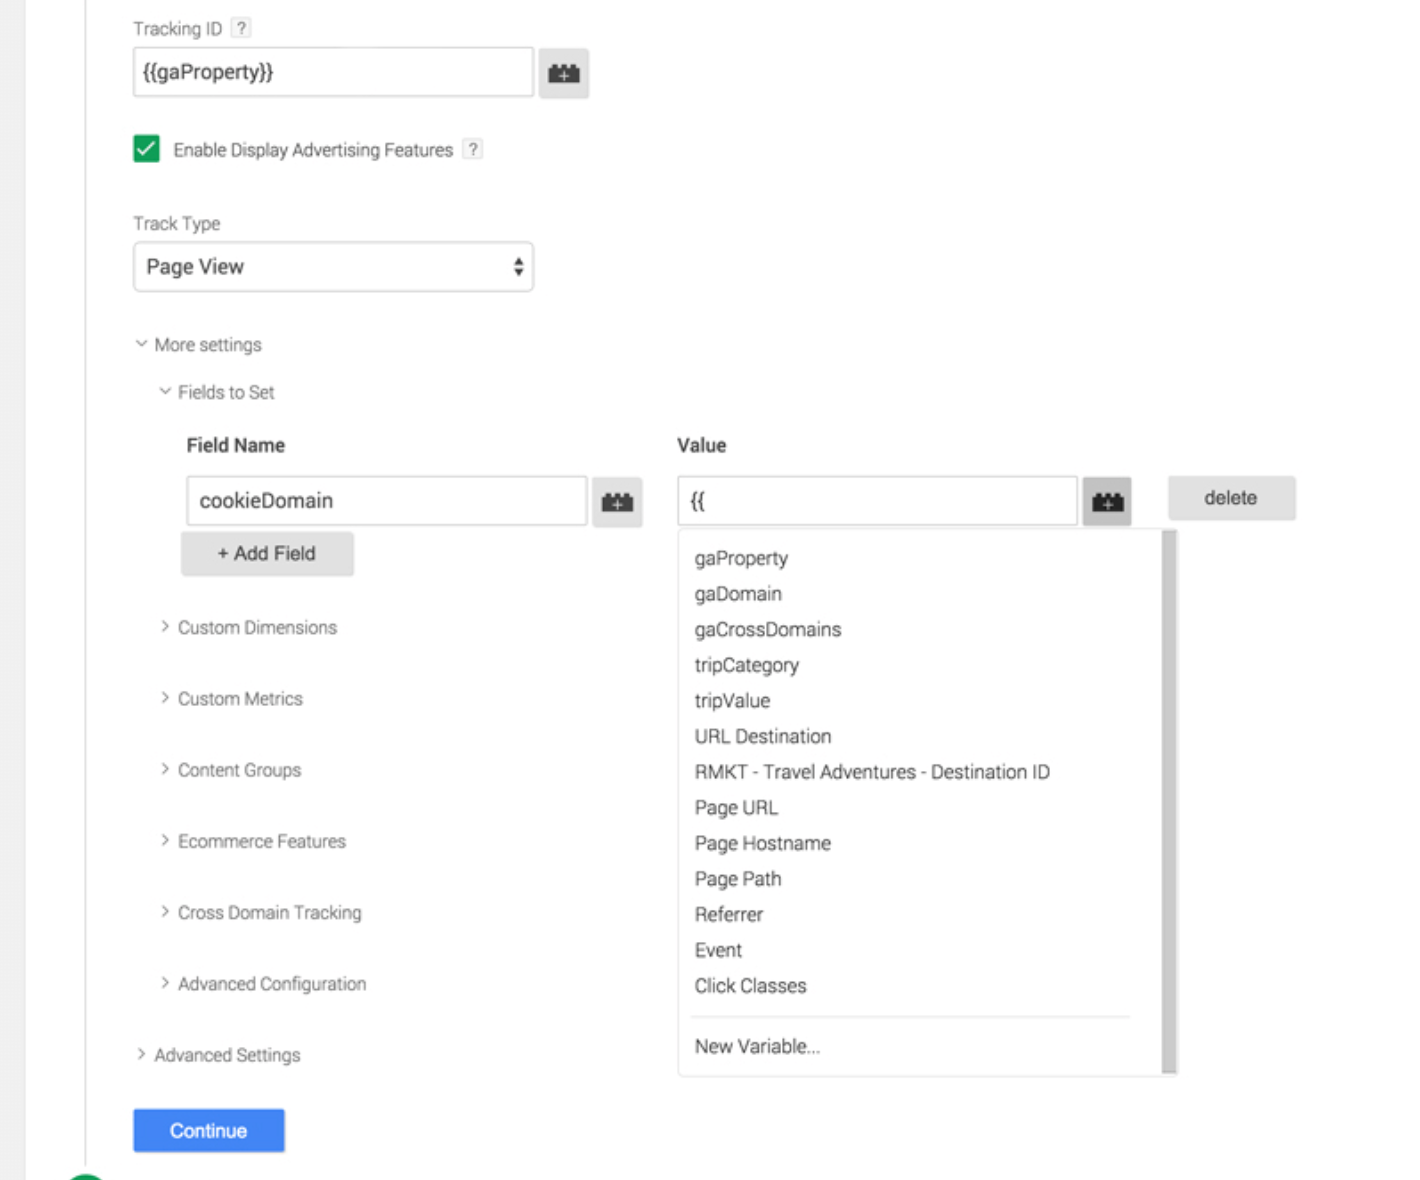 Tracking ID ?
{{gaProperty}}
Enable Display Advertising Features ?
Track Type
Page View
More settings
Fields to Set
Field Name Value
cookieDomain {{ delete
+ Add Field
gaProperty
gaDomain
gaCrossDomains
tripCategory
tripValue
URL Destination
RMKT - Travel Adventures - Destination ID
Page URL
Page Hostname
Page Path
Referrer
Event
Click Classes
New Variable...
Custom Dimensions
Custom Metrics
Content Groups
Ecommerce Features
Cross Domain Tracking
Advanced Configuration
Advanced Settings
Continue